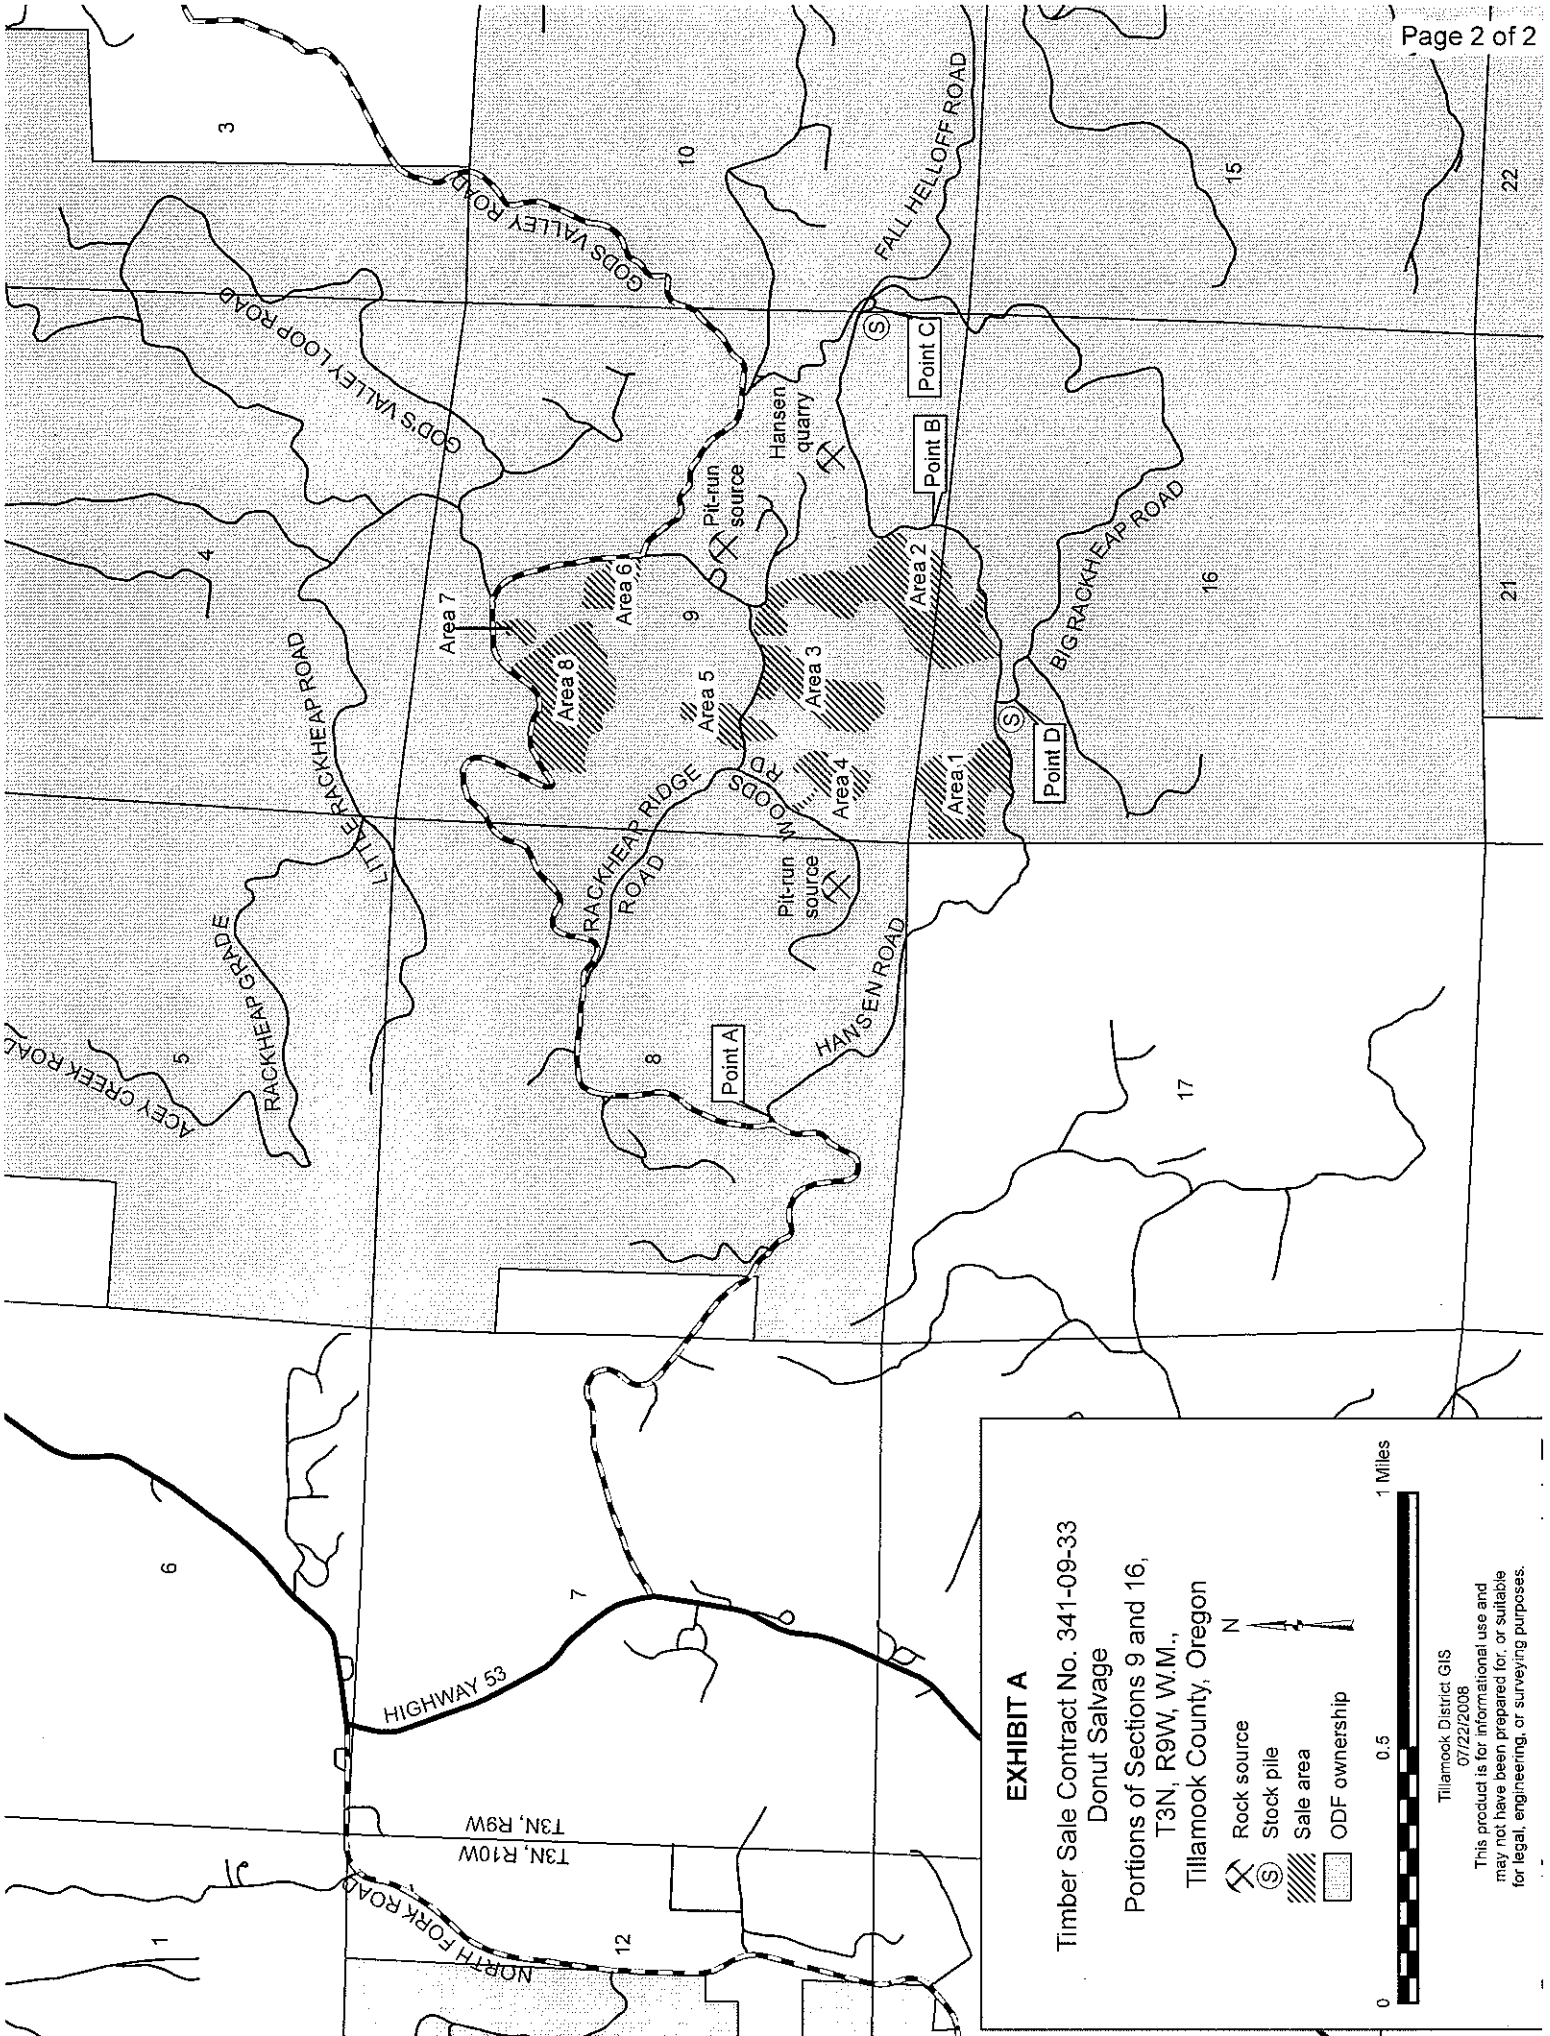 Page 2 of 2
EXHIBIT A
Timber Sale Contract No. 341-09-33
Donut Salvage
Portions of Sections 9 and 16,
T3N, R9W, W.M.,
Tillamook County, Oregon
N
Rock source
Stock pile
Sale area
ODF ownership
0
0.5
1 Miles
Tillamook District GIS
07/22/2008
This product is for informational use and
may not have been prepared for, or suitable
for legal, engineering, or surveying purposes.
1
6
5
4
3
ACEY CREEK ROAD
RACKHEAP GRADE
LITTLE RACKHEAP ROAD
GOD'S VALLEY LOOP ROAD
GODS VALLEY ROAD
GODS VALLEY
HIGHWAY 53
NORTH FORK ROAD
T3N, R10W
T3N, R9W
12
7
8
9
10
Area 7
Area 8
Area 6
Area 5
Area 3
Area 4
Area 2
Area 1
RACKHEAP RIDGE
ROAD
WOODS
RD
Pit-run
source
Pit-run
source
Hansen
quarry
HANSEN ROAD
FALL HELLOFF ROAD
BIG RACKHEAP ROAD
Point A
Point B
Point C
Point D
S
S
17
16
15
21
22